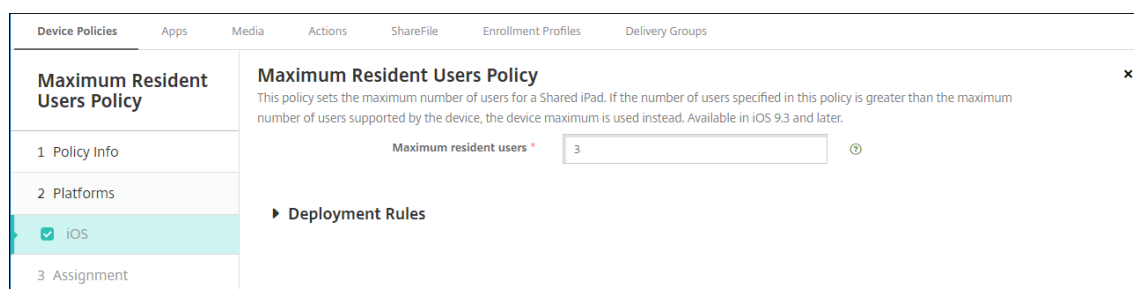 Device Policies Apps Media Actions ShareFile Enrollment Profiles Delivery Groups
Maximum Resident
Users Policy
1 Policy Info
2 Platforms
iOS
3 Assignment
Maximum Resident Users Policy
This policy sets the maximum number of users for a Shared iPad. If the number of users specified in this policy is greater than the maximum
number of users supported by the device, the device maximum is used instead. Available in iOS 9.3 and later.
Maximum resident users * 3
Deployment Rules